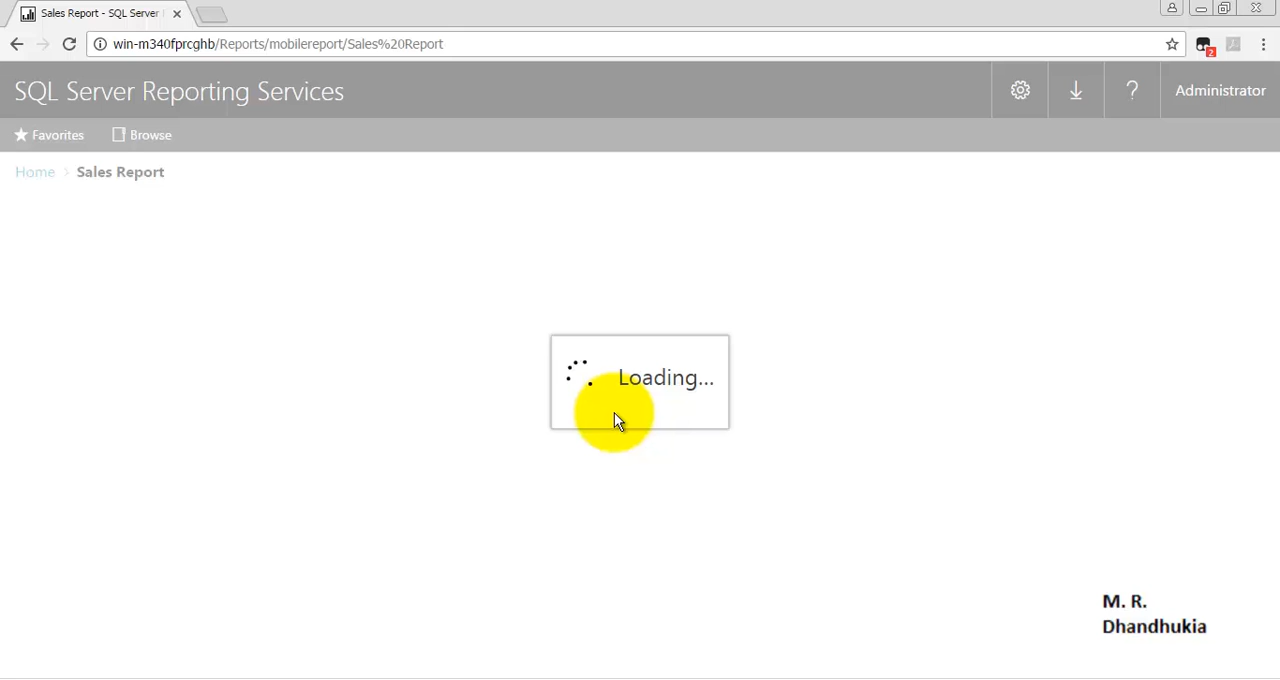 Sales Report - SQL Server
win-m340fprcghb/Reports/mobilereport/Sales%20Report
2
SQL Server Reporting Services
?
Administrator
Favorites
Browse
Home > Sales Report
Loading...
M. R.
Dhandhukia